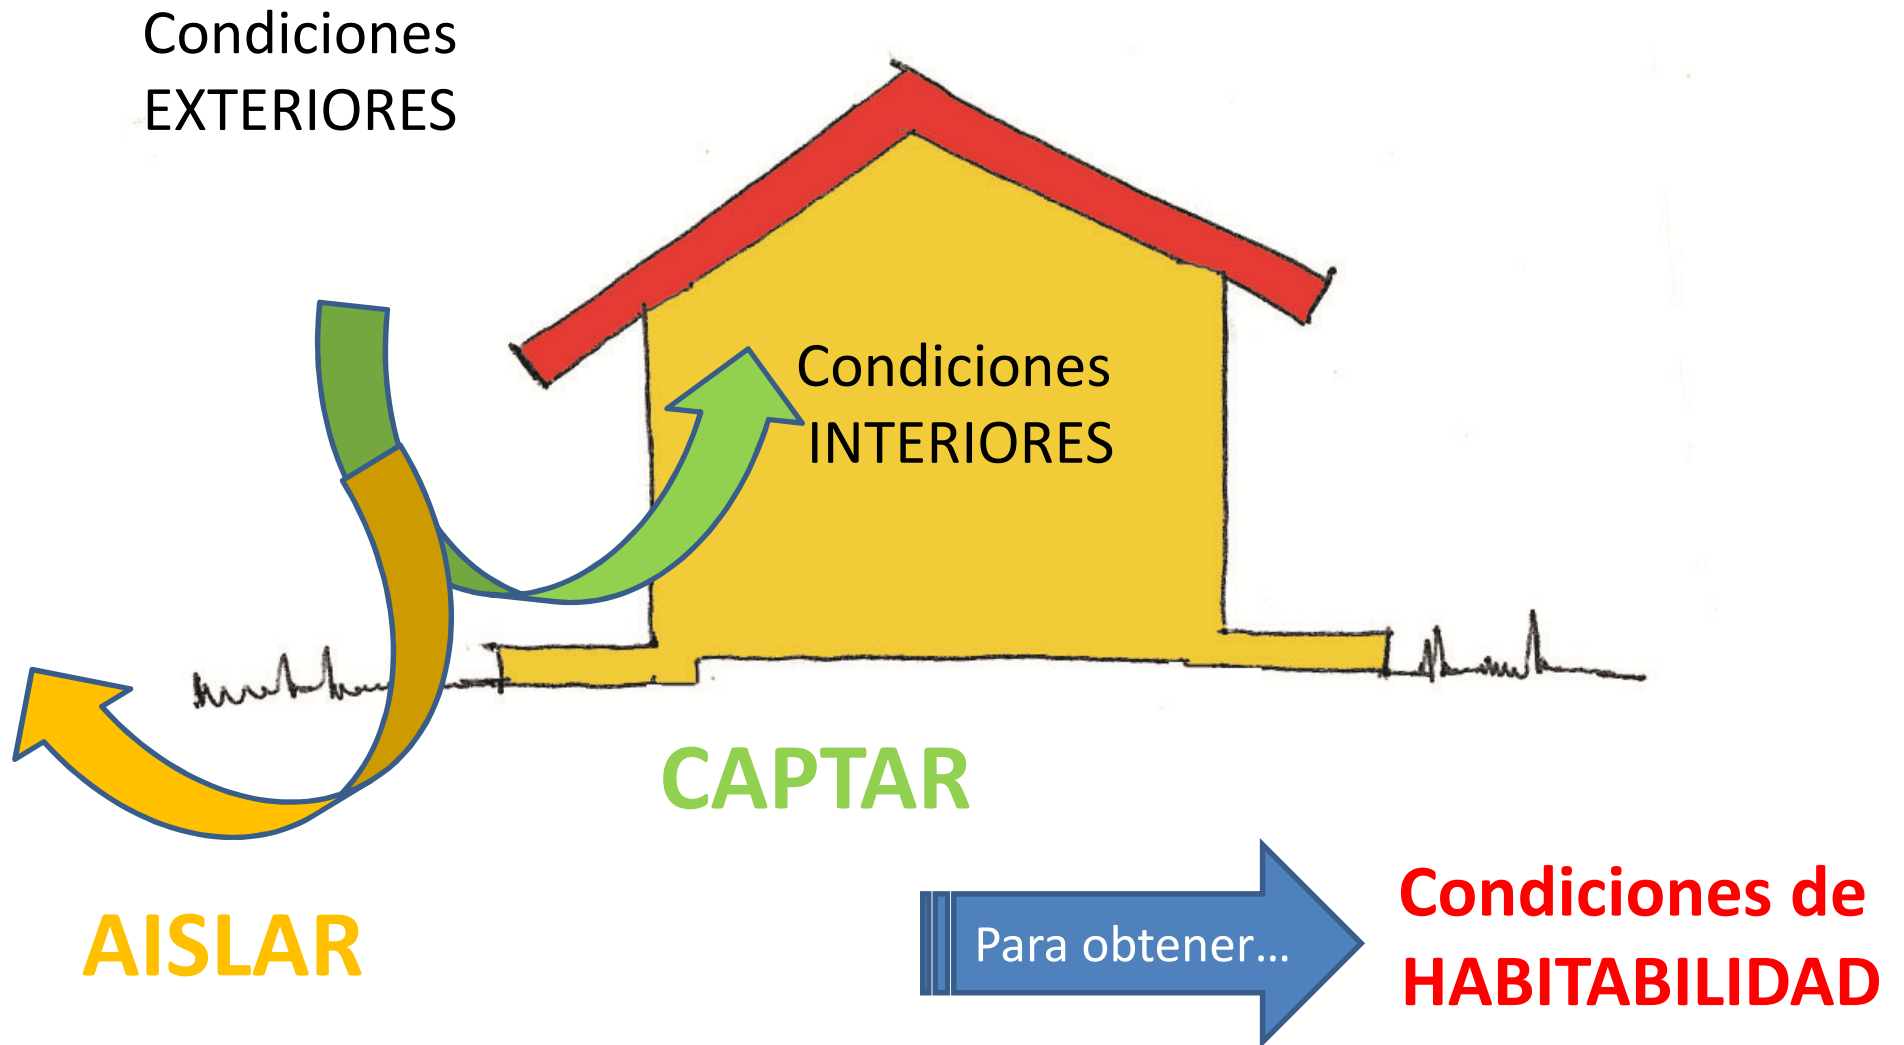 Condiciones
EXTERIORES
Condiciones
INTERIORES
CAPTAR
AISLAR
Para obtener...
Condiciones de
HABITABILIDAD